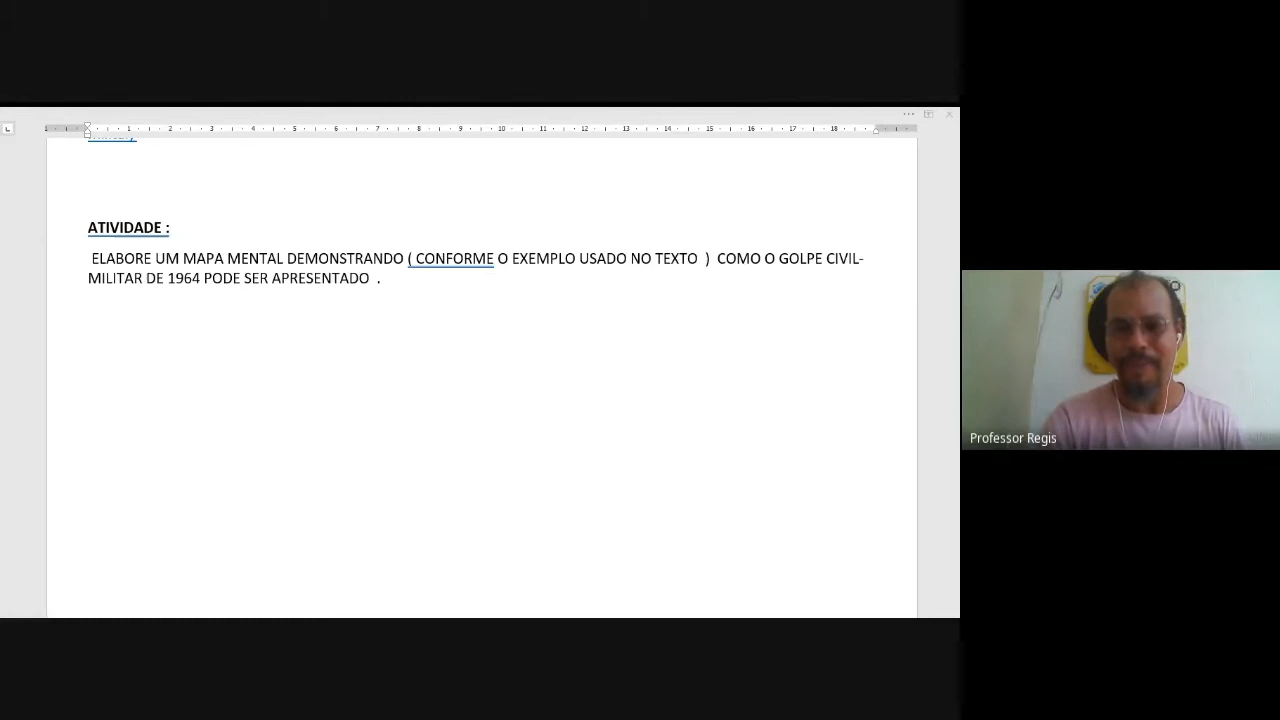 ATIVIDADE :
ELABORE UM MAPA MENTAL DEMONSTRANDO ( CONFORME O EXEMPLO USADO NO TEXTO ) COMO O GOLPE CIVIL-
MILITAR DE 1964 PODE SER APRESENTADO .
Professor Regis